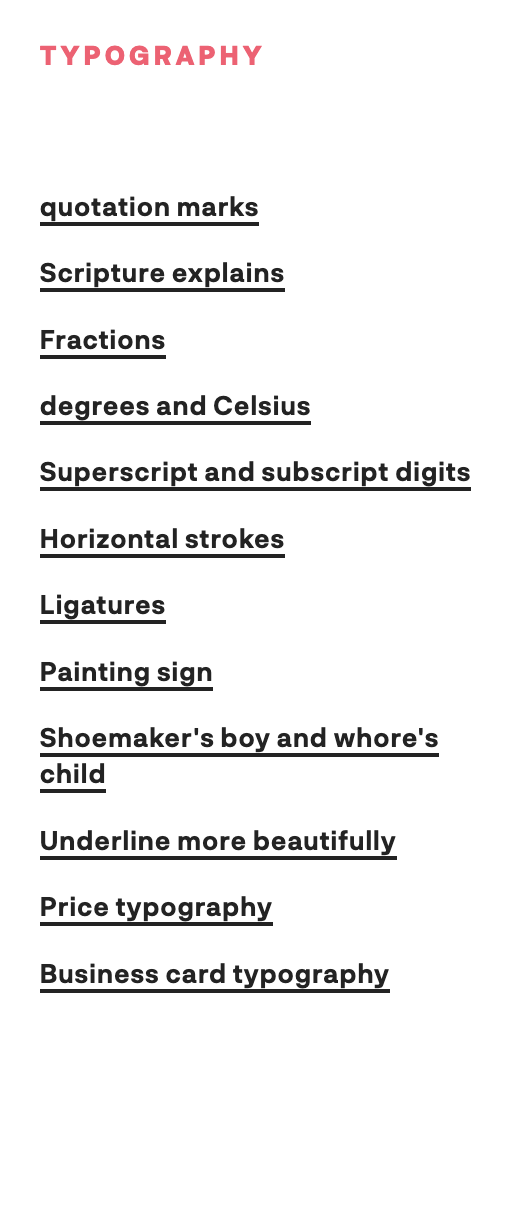 TYPOGRAPHY
quotation marks
Scripture explains
Fractions
degrees and Celsius
Superscript and subscript digits
Horizontal strokes
Ligatures
Painting sign
Shoemaker's boy and whore's
child
Underline more beautifully
Price typography
Business card typography